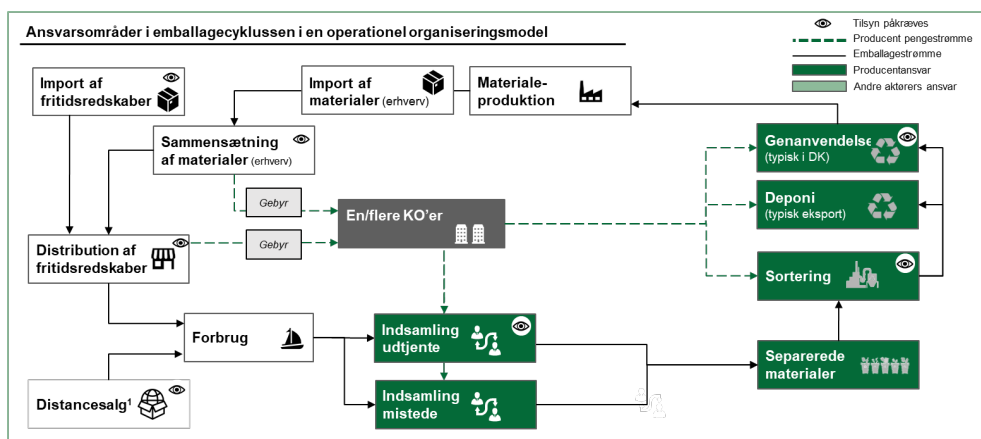 Ansvarsområder i emballagecyklussen i en operationel organiseringsmodel
Tilsyn påkræves
Producent pengestrømme
Emballagestrømme
Producentansvar
Andre aktørers ansvar
Import af
fritidsredskaber
Import af
materialer (erhverv)
Materiale-
produktion
Sammensætning
af materialer (erhverv)
Genanvendelse
(typisk i DK)
Gebyr
En/flere KO'er
Deponi
(typisk eksport)
Distribution af
fritidsredskaber
Gebyr
Sortering
Forbrug
Indsamling
udtjente
Separerede
materialer
Distancesalg¹
Indsamling
mistede